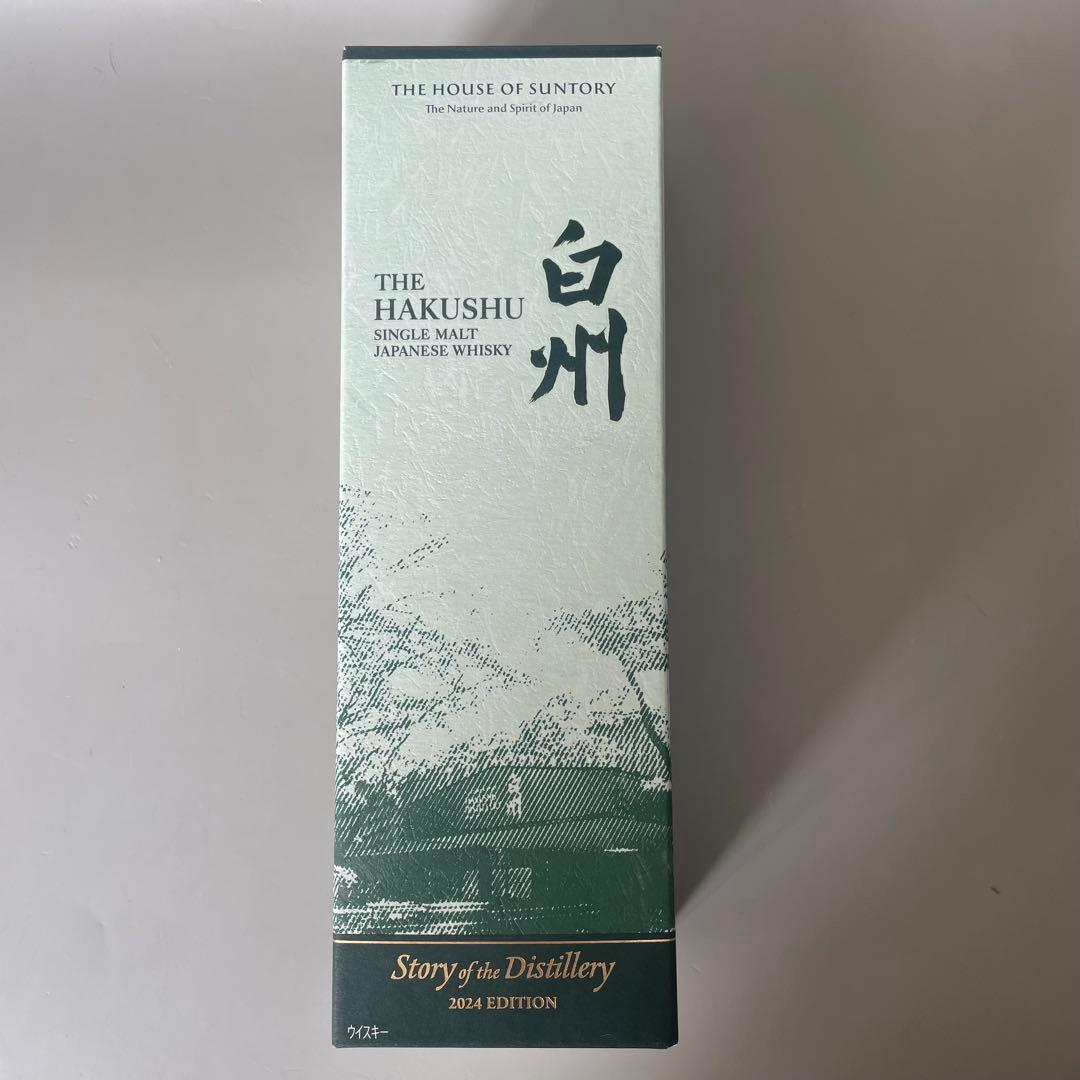 THE HOUSE OF SUNTORY
The Nature and Spirit of Japan
白州
THE
HAKUSHU
SINGLE MALT
JAPANESE WHISKY
Story of the Distillery
2024 EDITION
ウイスキー